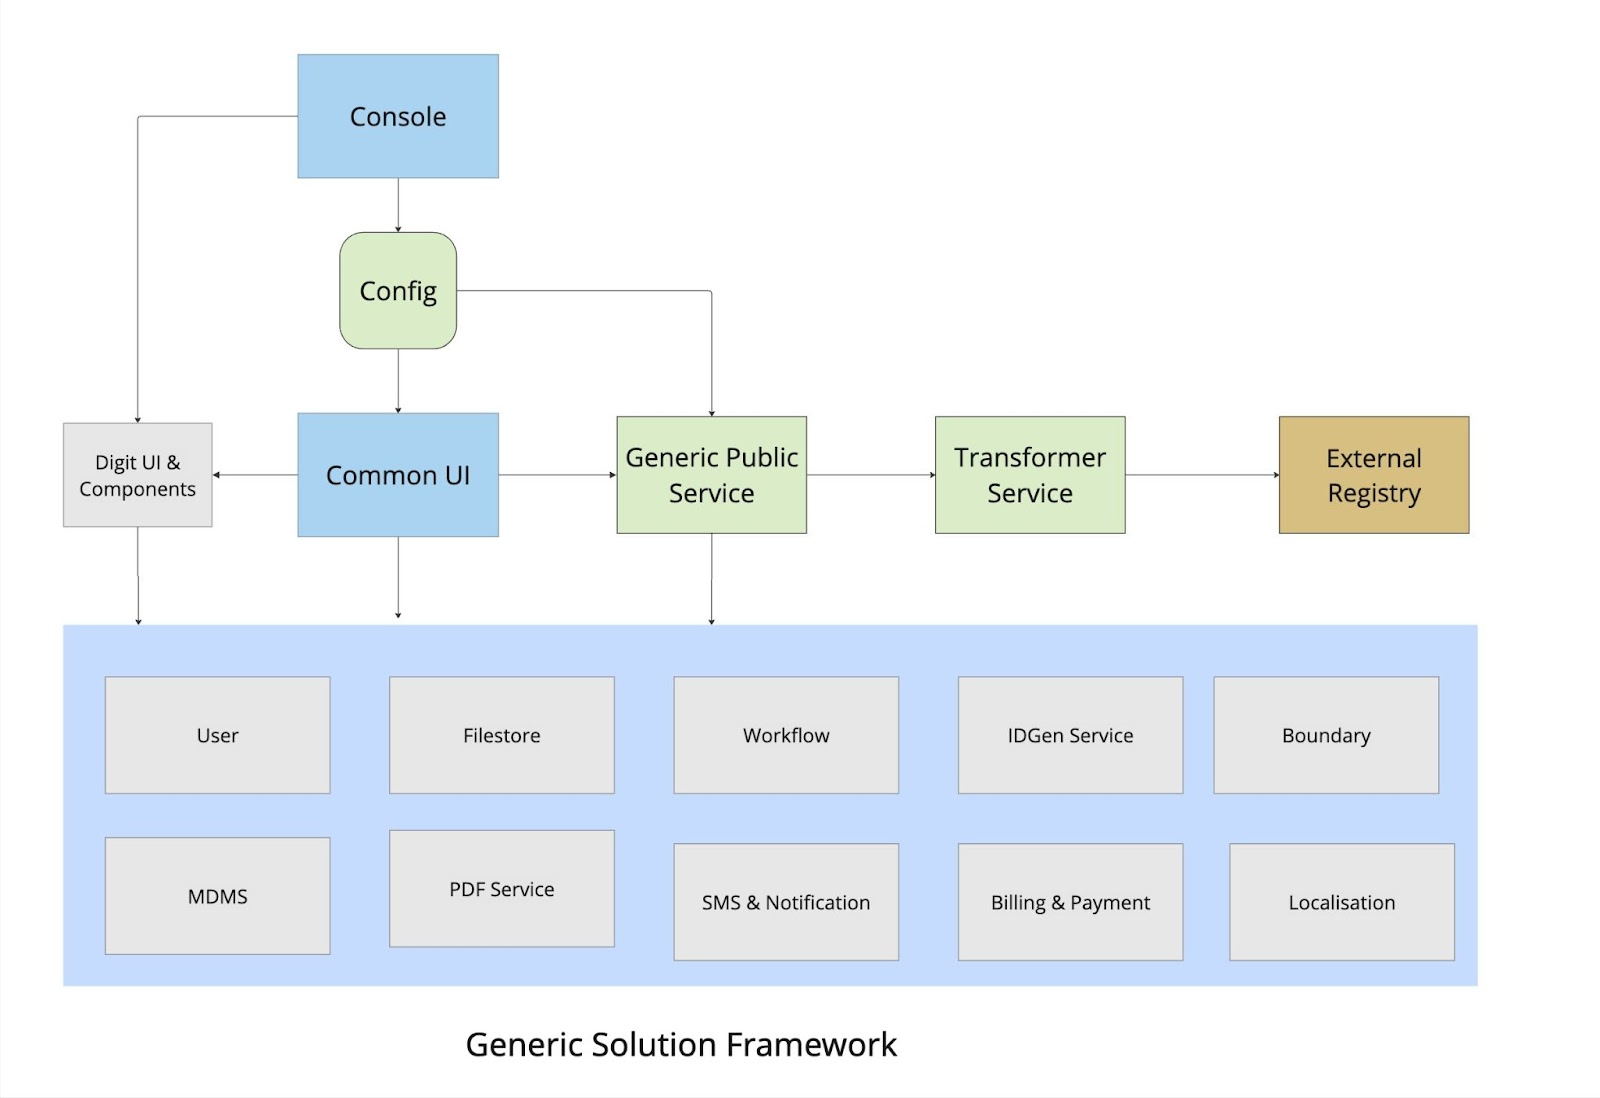 Console
Config
Digit UI &
Components
Common UI
Generic Public
Service
Transformer
Service
External
Registry
User
Filestore
Workflow
IDGen Service
Boundary
MDMS
PDF Service
SMS & Notification
Billing & Payment
Localisation
Generic Solution Framework